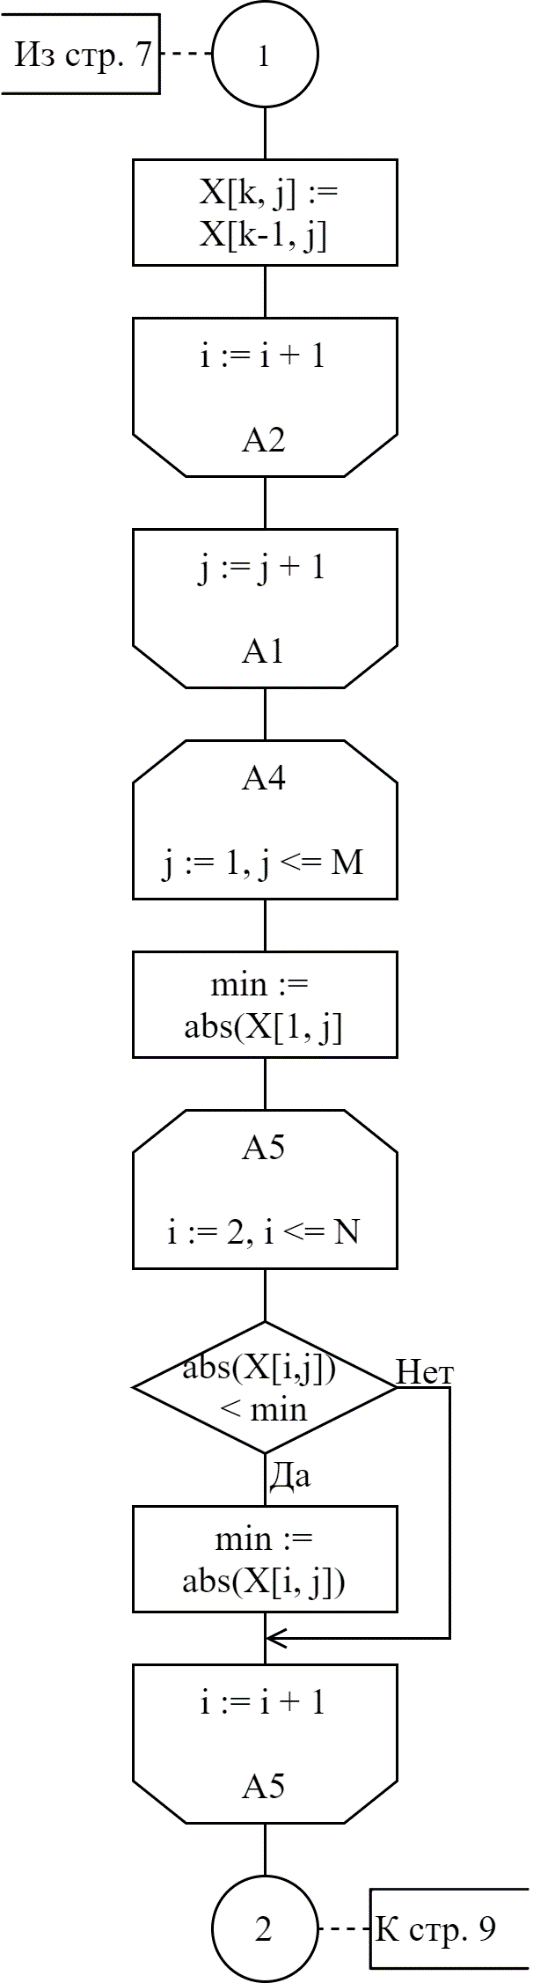 Из стр. 7
1
X[k, j] :=
X[k-1, j]
i := i + 1
A2
j := j + 1
A1
A4
j := 1, j <= M
min :=
abs(X[1, j]
A5
i := 2, i <= N
abs(X[i,j])
< min
Нет
Да
min :=
abs(X[i, j])
i := i + 1
A5
2
К стр. 9